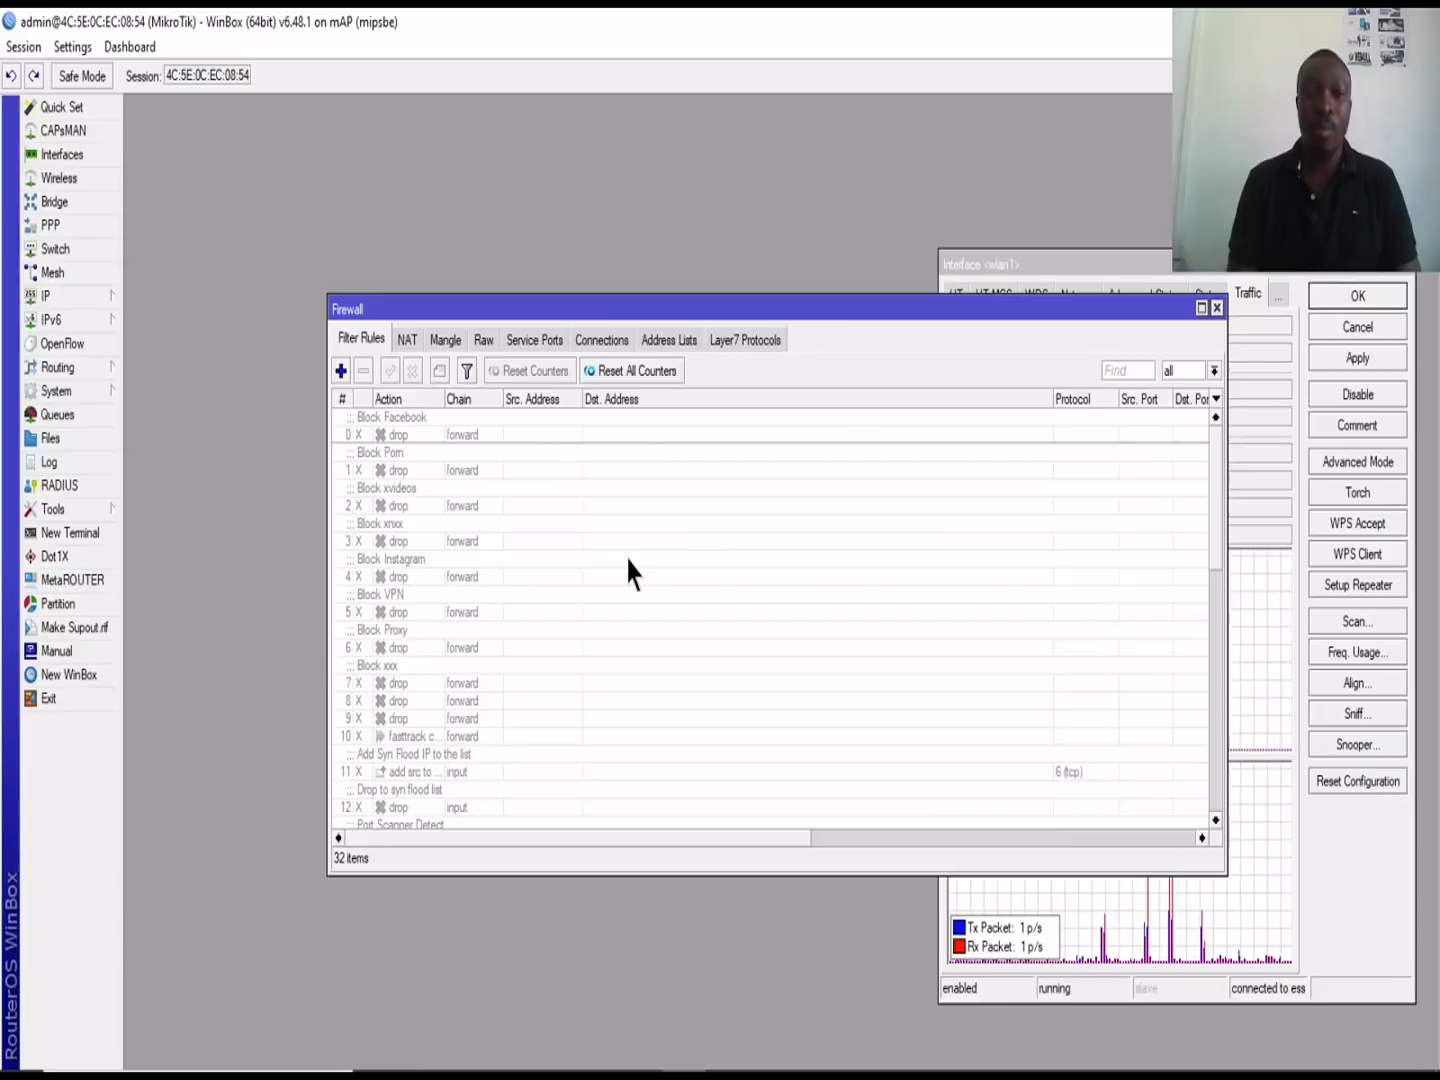 admin@4C:5E:0C:EC:08:54 (MikroTik) - WinBox (64bit) v6.48.1 on mAP (mipsbe)
Session Settings Dashboard
Safe Mode Session: 4C:5E:0C:EC:08:54
Quick Set
CAPsMAN
Interfaces
Wireless
Bridge
PPP
Switch
Mesh
IP
IPv6
OpenFlow
Routing
System
Queues
Files
Log
RADIUS
Tools
New Terminal
Dot1X
MetaROUTER
Partition
Make Supout.rif
Manual
New WinBox
Exit
RouterOS WinBox
Interface <wlan1>
Traffic ...
Firewall
Filter Rules NAT Mangle Raw Service Ports Connections Address Lists Layer7 Protocols
Reset Counters Reset All Counters Find all
# Action Chain Src. Address Dst. Address Protocol Src. Port Dst. Por
;;; Block Facebook
0 X drop forward
;;; Block Porn
1 X drop forward
;;; Block xvideos
2 X drop forward
;;; Block xnxx
3 X drop forward
;;; Block Instagram
4 X drop forward
;;; Block VPN
5 X drop forward
;;; Block Proxy
6 X drop forward
;;; Block xxx
7 X drop forward
8 X drop forward
9 X drop forward
10 X fasttrack c... forward
;;; Add Syn Flood IP to the list
11 X add src to ... input 6 (tcp)
;;; Drop to syn flood list
12 X drop input
;;; Port Scanner Detect
32 items
OK
Cancel
Apply
Disable
Comment
Advanced Mode
Torch
WPS Accept
WPS Client
Setup Repeater
Scan...
Freq. Usage...
Align...
Sniff...
Snooper...
Reset Configuration
Tx Packet: 1 p/s
Rx Packet: 1 p/s
enabled running slave connected to ess